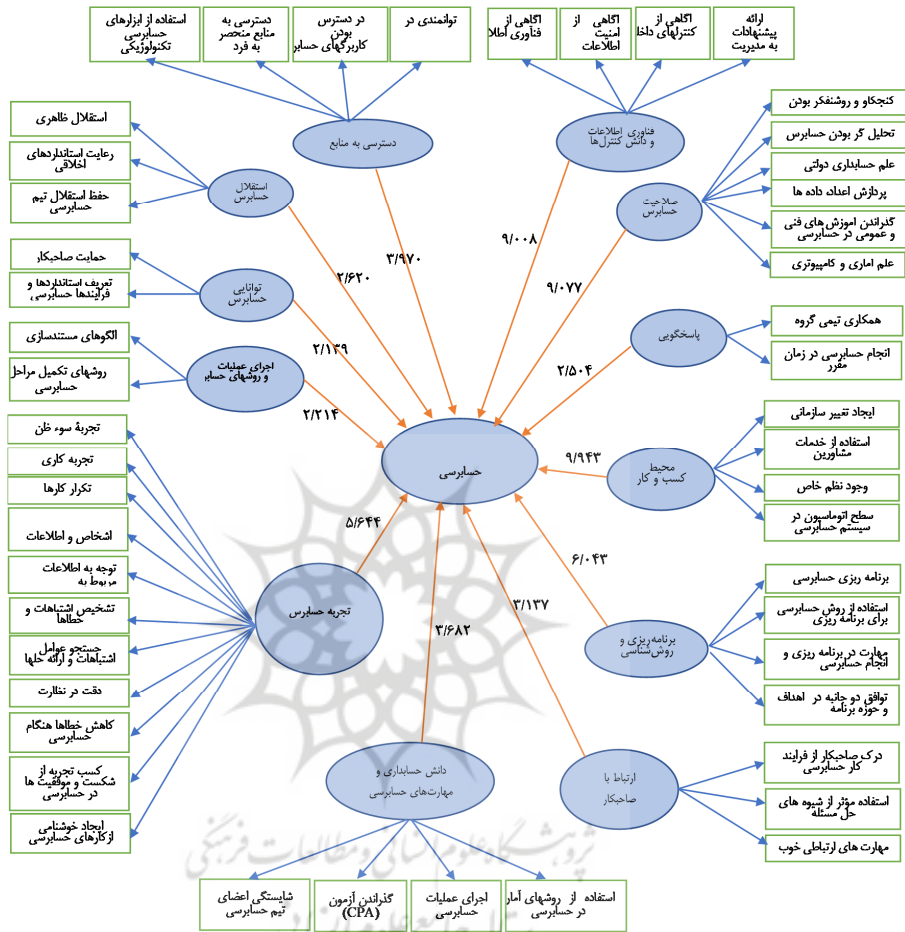 توانمندی در
در دسترس
بودن
کاربرگهای حسابر
دسترسی به
منابع منحصر
به فرد
استفاده از ابزارهای
حسابرسی
تکنولوژیکی
ارائه
پیشنهادات
به مدیریت
آگاهی از
کنترلهای داخلـ
آگاهی از
امنیت
اطلاعات
آگاهی از
فنآوری اطلا
دسترسی به منابع
فناوری اطلاعات
و دانش کنترل‌ها
کنجکاو و روشنفکر بودن
تحلیل گر بودن حسابرس
علم حسابداری دولتی
پردازش اعداد، داده ها
گذراندن اموزش های فنی
و عمومی در حسابرسی
علم اماری و کامپیوتری
صلاحیت
حسابرس
استقلال ظاهری
رعایت استانداردهای
اخلاقی
حفظ استقلال تیم
حسابرسی
استقلال
حسابرس
حمایت صاحبکار
تعریف استانداردها و
فرایندها حسابرسی
توانایی
حسابرس
همکاری تیمی گروه
انجام حسابرسی در زمان
مقرر
پاسخگویی
الگوهای مستندسازی
روشهای تکمیل مراحل
حسابرسی
اجرای عملیات
و روشهای حسابر
۹/۰۰۸
۳/۹۷۰
۲/۶۲۰
۹/۰۷۷
۲/۱۳۹
۲/۵۰۴
۲/۲۱۴
حسابرسی
۹/۹۴۳
محیط
کسب و کار
ایجاد تغییر سازمانی
استفاده از خدمات
مشاورین
وجود نظم خاص
سطح اتوماسیون در
سیستم حسابرسی
تجربهٔ سوء ظن
تجربه کاری
تکرار کارها
اشخاص و اطلاعات
توجه به اطلاعات
مربوط به
تشخیص اشتباهات و
خطاها
جستجو عوامل
اشتباهات و ارائه حلها
دقت در نظارت
کاهش خطاها هنگام
حسابرسی
کسب تجربه از
شکست و موفقیت ها
در حسابرسی
ایجاد خوشنامی
ازکارهای حسابرسی
تجربه حسابرس
۵/۶۴۴
۶/۰۴۳
۳/۱۳۷
۳/۶۸۲
برنامه‌ریزی و
روش‌شناسی
برنامه ریزی حسابرسی
استفاده از روش حسابرسی
برای برنامه ریزی
مهارت در برنامه ریزی و
انجام حسابرسی
توافق دو جانبه در اهداف
و حوزه برنامه
دانش حسابداری و
مهارت‌های حسابرسی
ارتباط با
صاحبکار
درک صاحبکار از فرایند
کار حسابرسی
استفاده مؤثر از شیوه های
حل مسئله
مهارت های ارتباطی خوب
پژوهشگاه علوم انسانی و مطالعات فرهنگی
استفاده از روشهای آمار
در حسابرسی
اجرای عملیات
حسابرسی
گذراندن آزمون
(CPA)
شایستگی اعضای
تیم حسابرسی